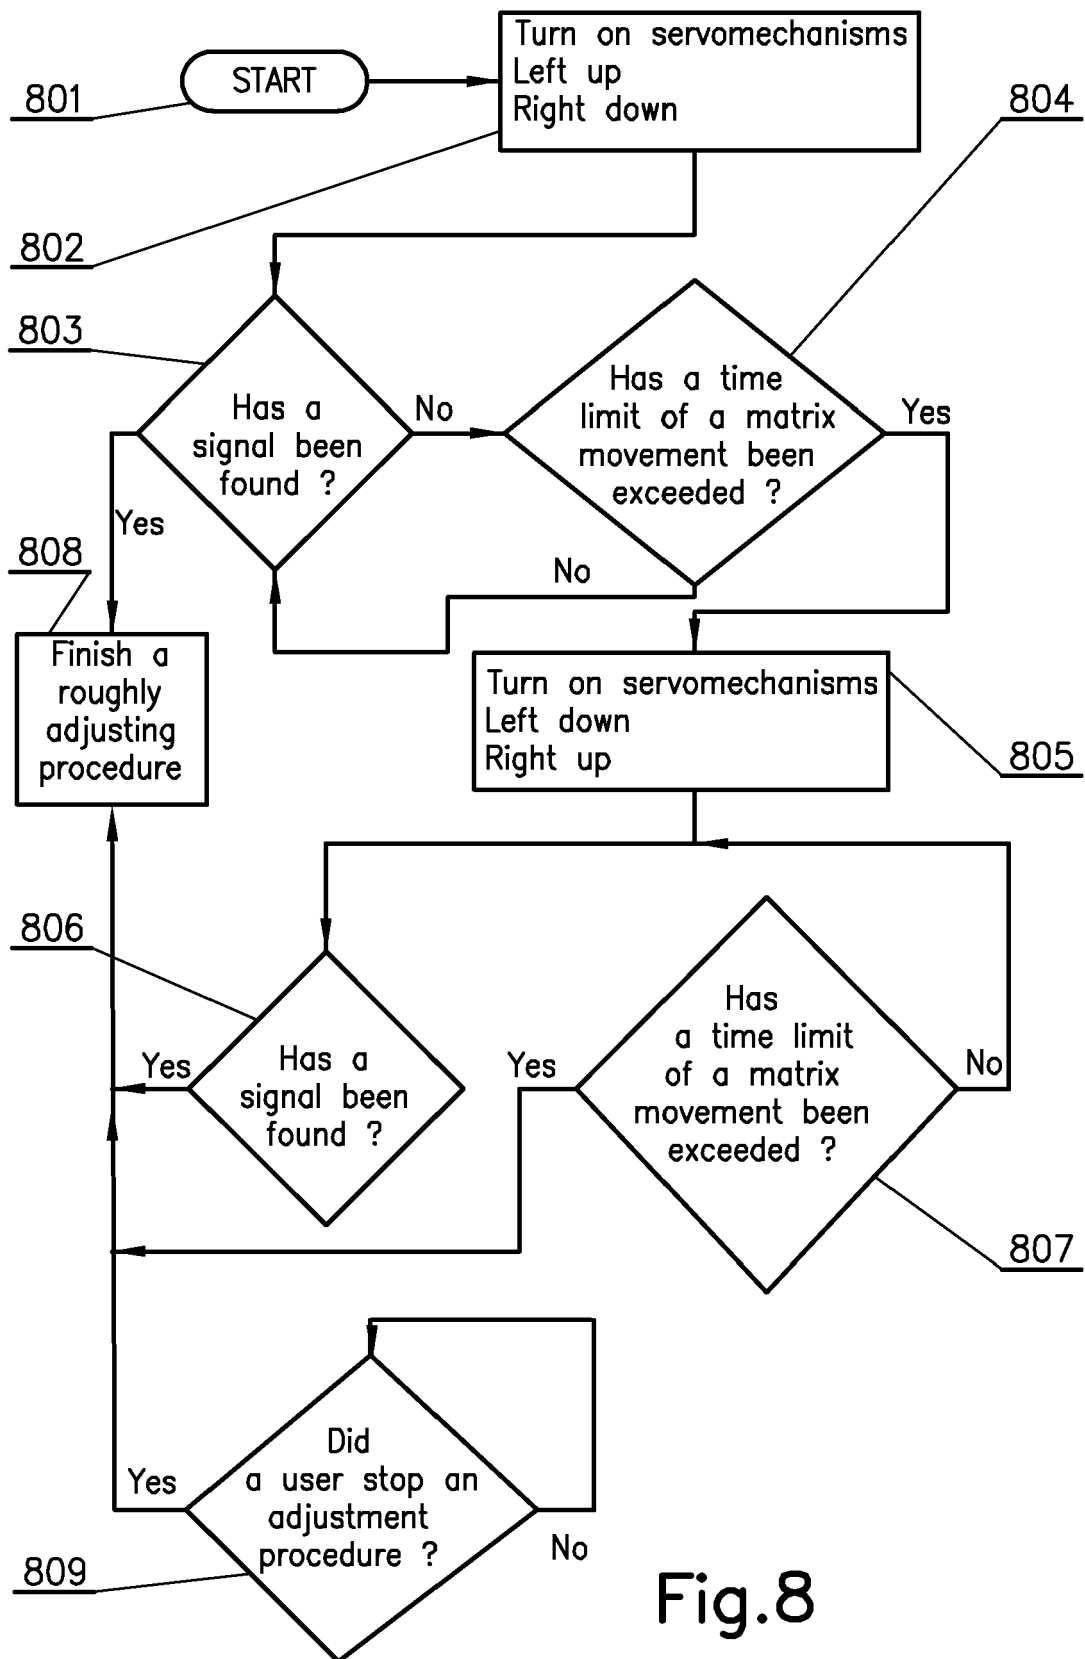 801
START
Turn on servomechanisms
Left up
Right down
804
802
803
Has a
signal been
found ?
No
Has a time
limit of a matrix
movement been
exceeded ?
Yes
Yes
No
808
Finish a
roughly
adjusting
procedure
Turn on servomechanisms
Left down
Right up
805
806
Yes
Has a
signal been
found ?
Yes
Has
a time limit
of a matrix
movement been
exceeded ?
No
807
Yes
Did
a user stop an
adjustment
procedure ?
No
809
Fig.8